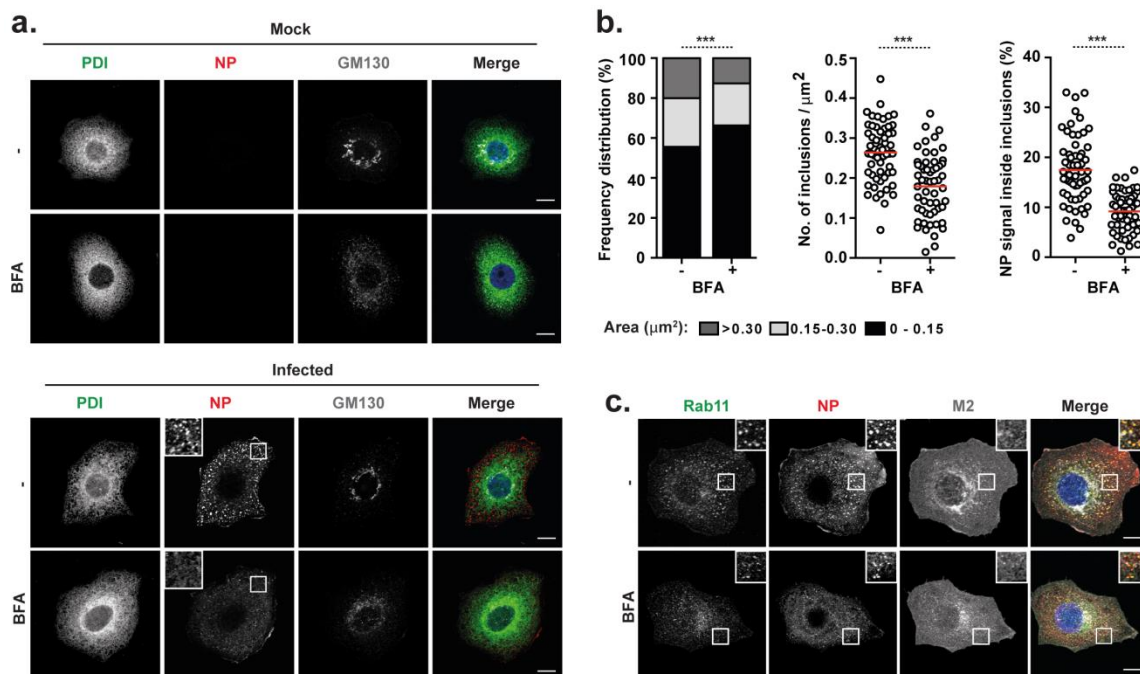 a.
Mock
PDI NP GM130 Merge
-
BFA
Infected
PDI NP GM130 Merge
-
BFA
b.
***
Frequency distribution (%)
100
80
60
40
20
0
- +
BFA
***
No. of inclusions / μm²
0.5
0.4
0.3
0.2
0.1
0.0
- +
BFA
***
NP signal inside inclusions (%)
40
30
20
10
0
- +
BFA
Area (μm²): >0.30 0.15-0.30 0 - 0.15
c.
Rab11 NP M2 Merge
-
BFA